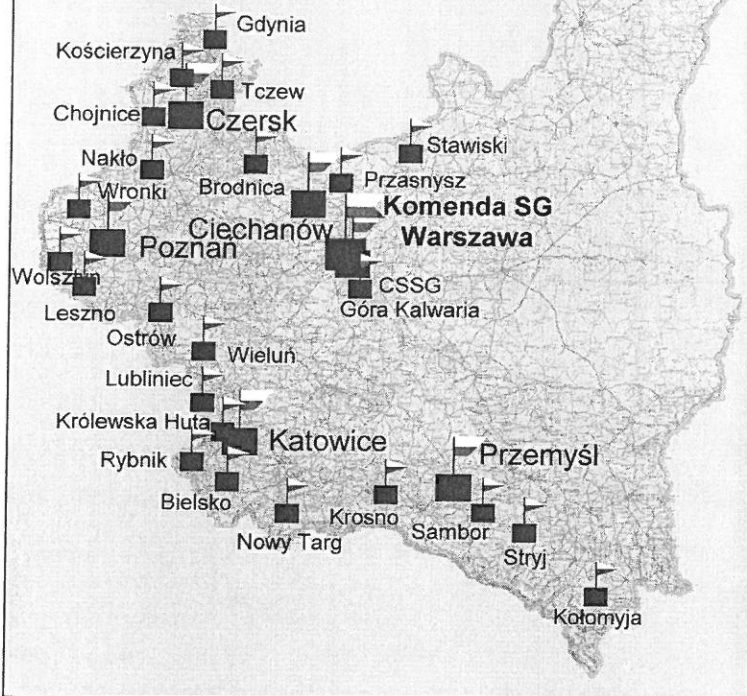 Gdynia
Kościerzyna
Tczew
Chojnice
Czersk
Stawiski
Nakło
Brodnica
Przasnysz
Wronki
Komenda SG
Warszawa
Ciechanów
Poznań
Wolsztyn
CSSG
Góra Kalwaria
Leszno
Ostrów
Wieluń
Lubliniec
Królewska Huta
Katowice
Przemyśl
Rybnik
Bielsko
Krosno
Sambor
Nowy Targ
Stryj
Kołomyja